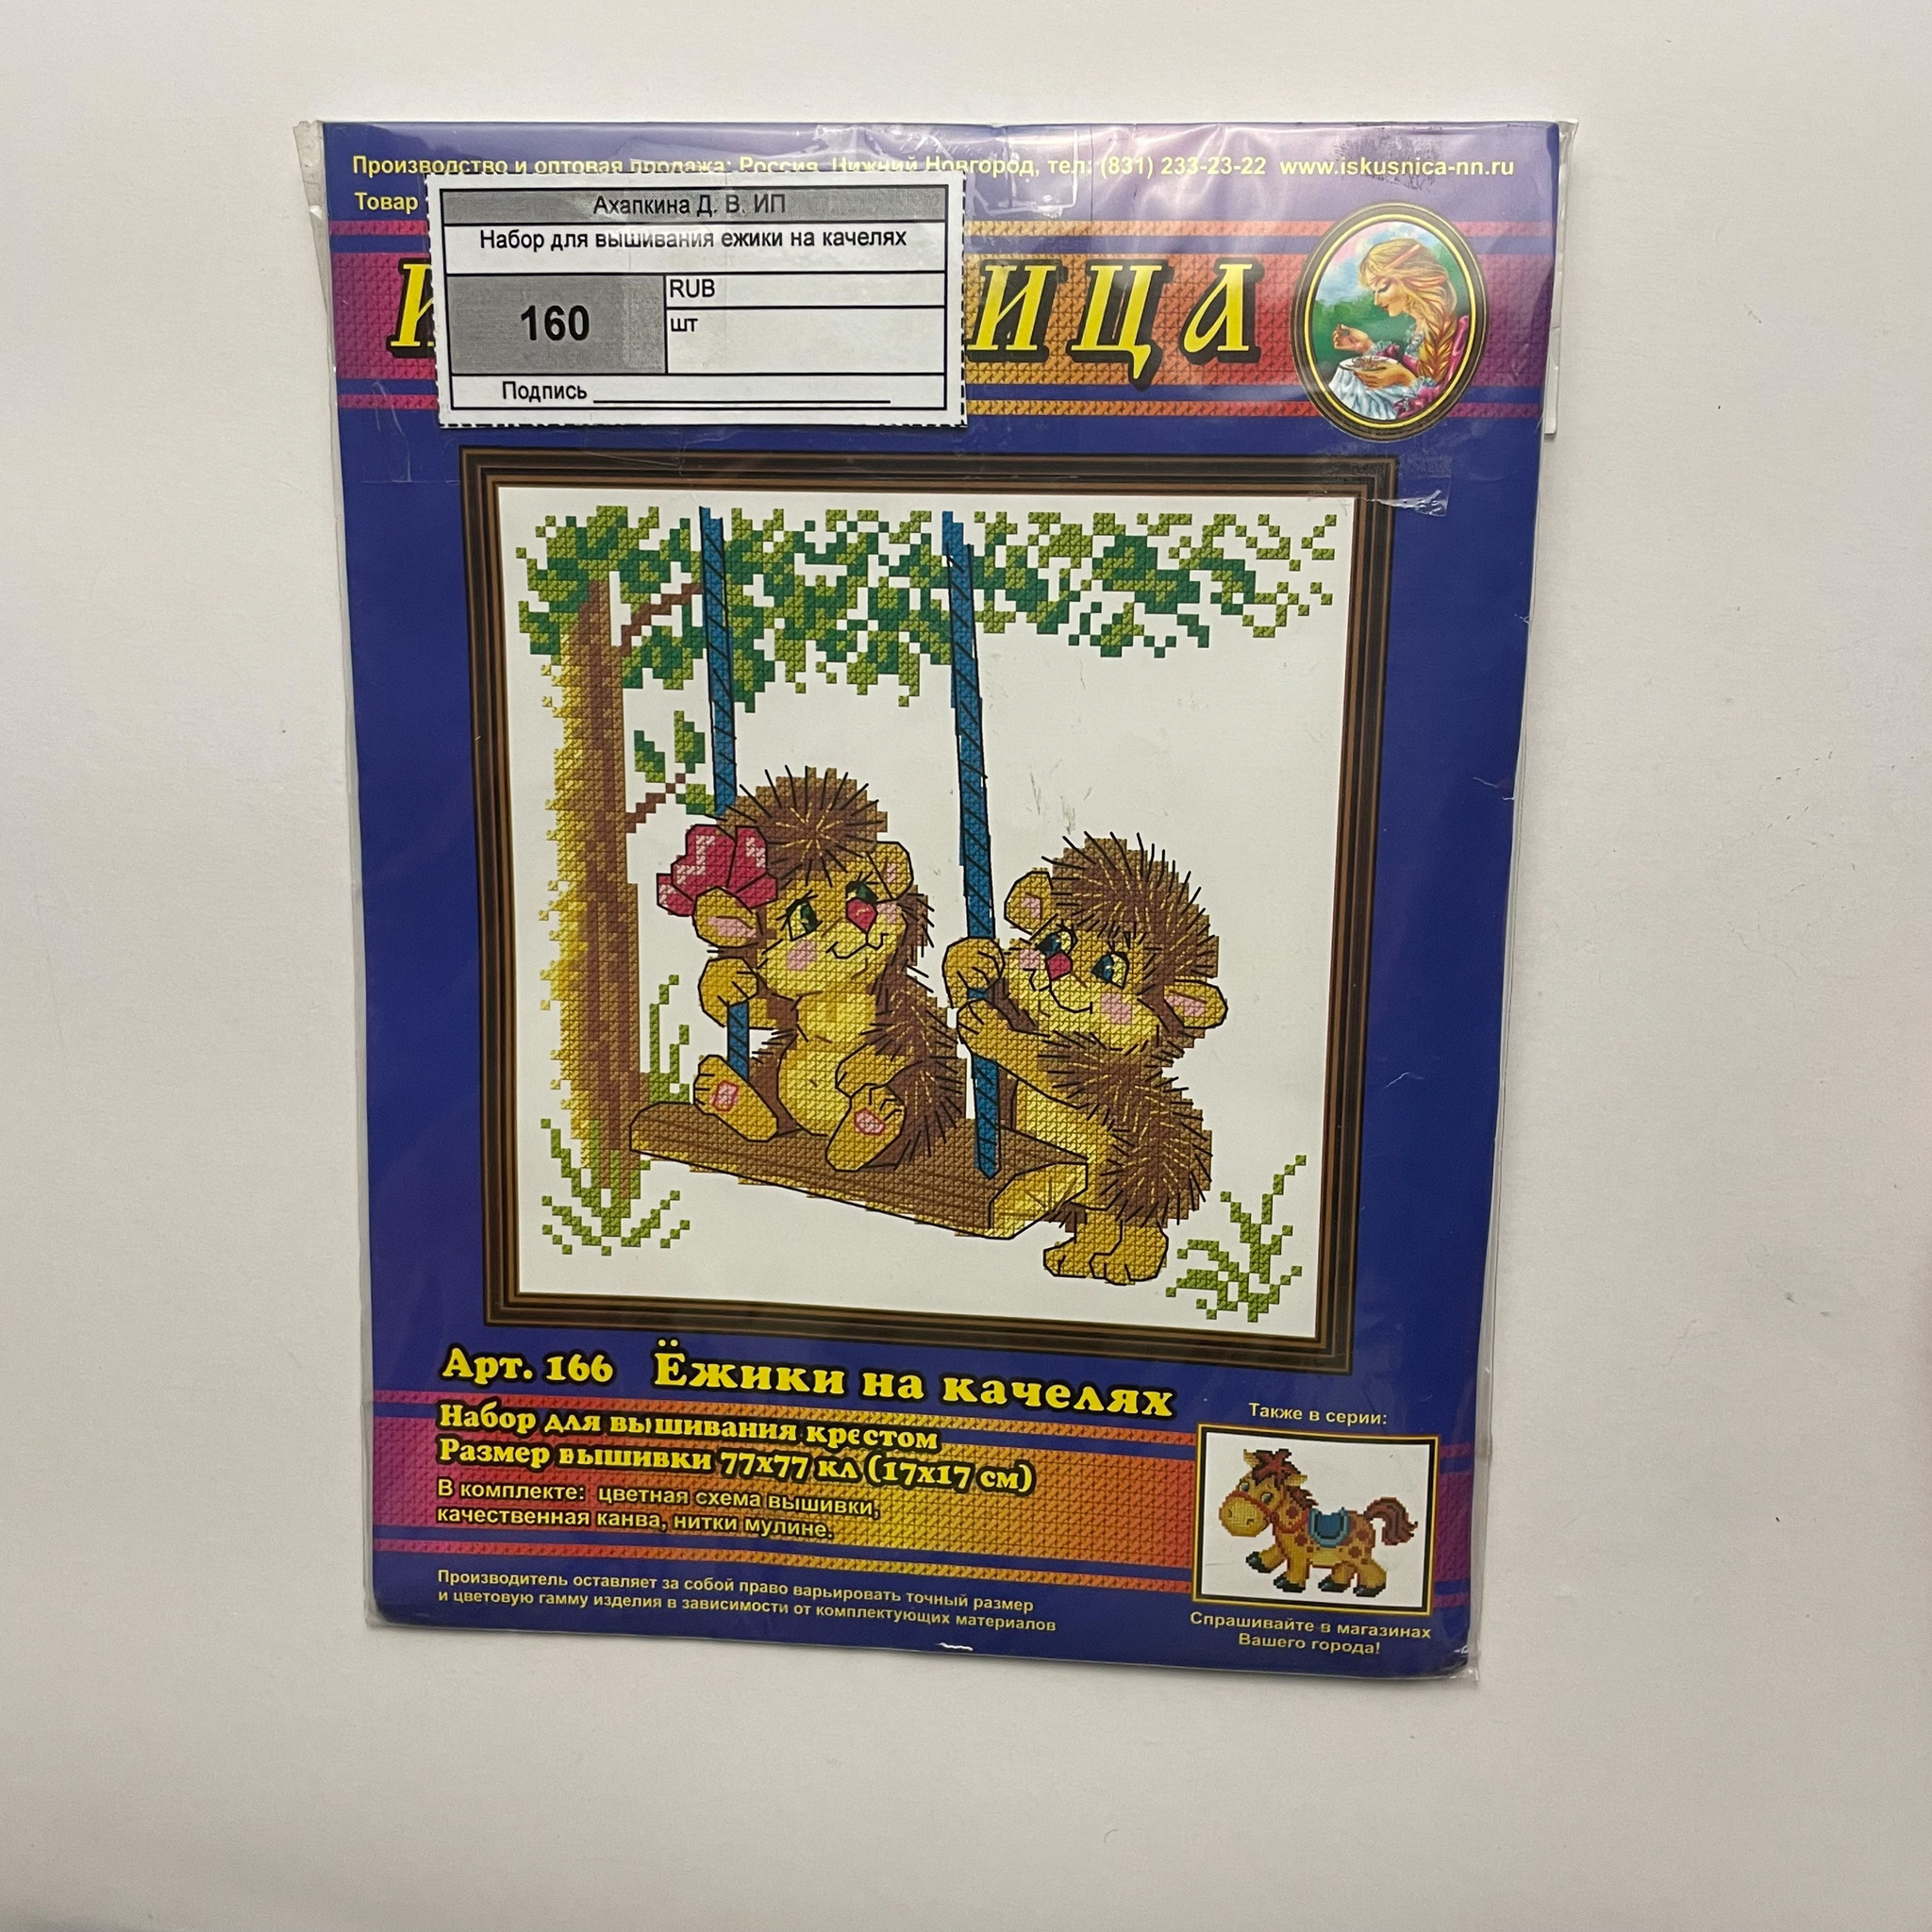 Производство и оптовая продажа: Россия, Нижний Новгород, тел: (831) 233-23-22 www.iskusnica-nn.ru
Товар
Ахапкина Д. В. ИП
Набор для вышивания ежики на качелях
160
RUB
шт
Подпись
ИЦА
Арт. 166 Ёжики на качелях
Набор для вышивания крестом
Размер вышивки 77х77 кл (17х17 см)
В комплекте: цветная схема вышивки,
качественная канва, нитки мулине.
Также в серии:
Производитель оставляет за собой право варьировать точный размер
и цветовую гамму изделия в зависимости от комплектующих материалов
Спрашивайте в магазинах
Вашего города!